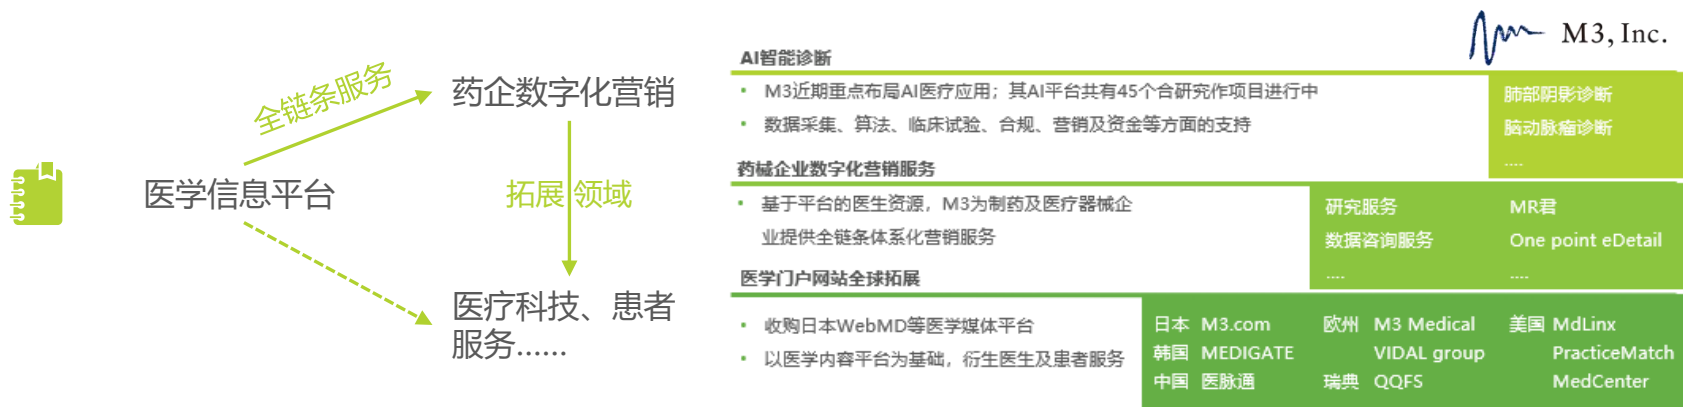 全链条服务
药企数字化营销
医学信息平台
拓展 领域
医疗科技、患者
服务......
M3, Inc.
AI智能诊断
• M3近期重点布局AI医疗应用；其AI平台共有45个合研究作项目进行中
• 数据采集、算法、临床试验、合规、营销及资金等方面的支持
肺部阴影诊断
脑动脉瘤诊断
....
药械企业数字化营销服务
• 基于平台的医生资源，M3为制药及医疗器械企
业提供全链条体系化营销服务
研究服务 MR君
数据咨询服务 One point eDetail
.... ....
医学门户网站全球拓展
• 收购日本WebMD等医学媒体平台
• 以医学内容平台为基础，衍生医生及患者服务
日本 M3.com 欧州 M3 Medical 美国 MdLinx
韩国 MEDIGATE VIDAL group PracticeMatch
中国 医脉通 瑞典 QQFS MedCenter